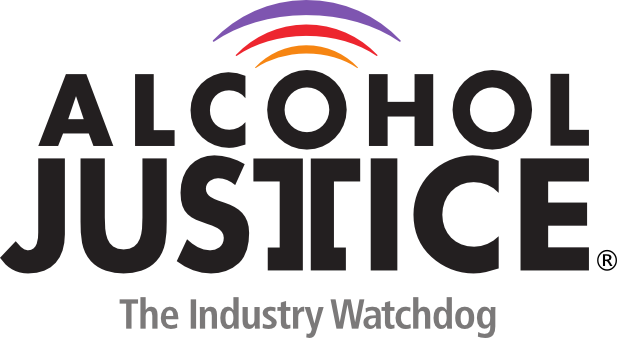 ALCOHOL
JUSTICE®
The Industry Watchdog